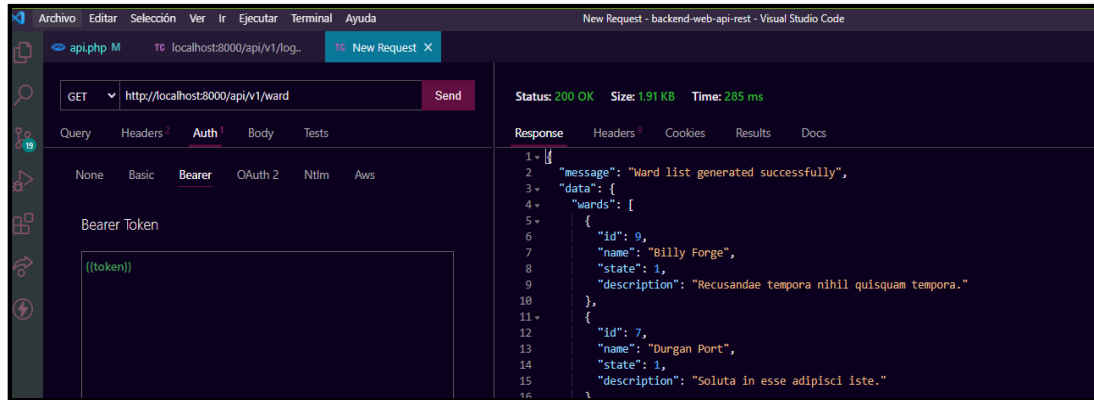 Archivo Editar Selección Ver Ir Ejecutar Terminal Ayuda New Request - backend-web-api-rest - Visual Studio Code
api.php M TC localhost:8000/api/v1/log.. TC New Request
GET http://localhost:8000/api/v1/ward Send
Query Headers 2 Auth 1 Body Tests
None Basic Bearer OAuth 2 Ntlm Aws
Bearer Token
{{token}}
19
Status: 200 OK Size: 1.91 KB Time: 285 ms
Response Headers 9 Cookies Results Docs
1 {
2 "message": "Ward list generated successfully",
3 "data": {
4 "wards": [
5 {
6 "id": 9,
7 "name": "Billy Forge",
8 "state": 1,
9 "description": "Recusandae tempora nihil quisquam tempora."
10 },
11 {
12 "id": 7,
13 "name": "Durgan Port",
14 "state": 1,
15 "description": "Soluta in esse adipisci iste."
16 }